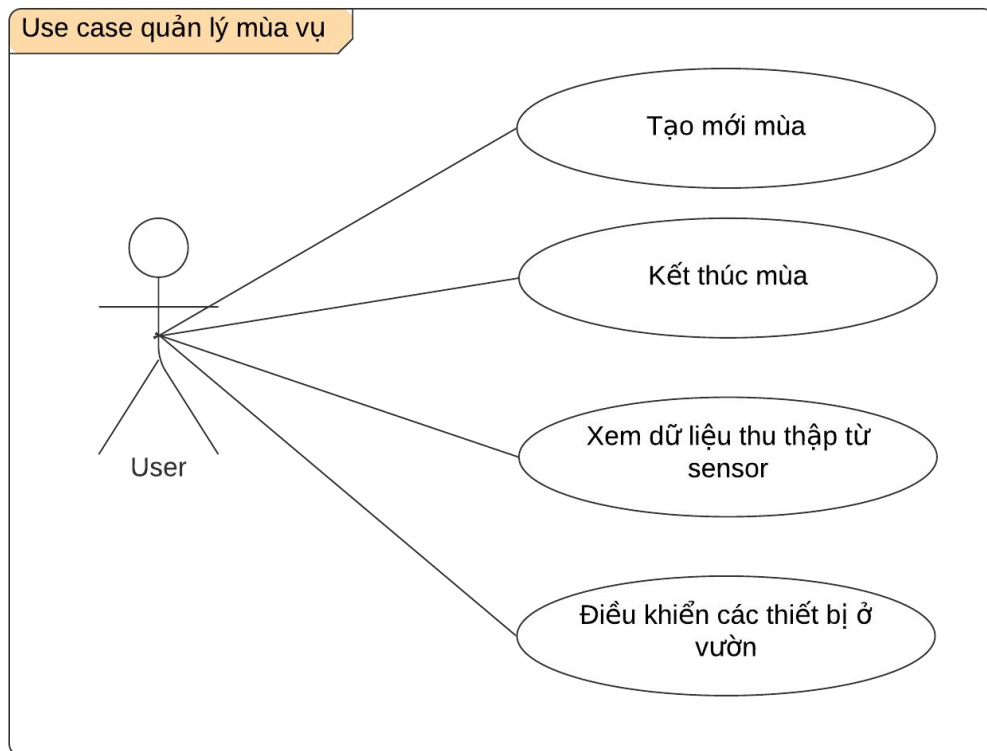 Use case quản lý mùa vụ
Tạo mới mùa
Kết thúc mùa
Xem dữ liệu thu thập từ
sensor
User
Điều khiển các thiết bị ở
vườn